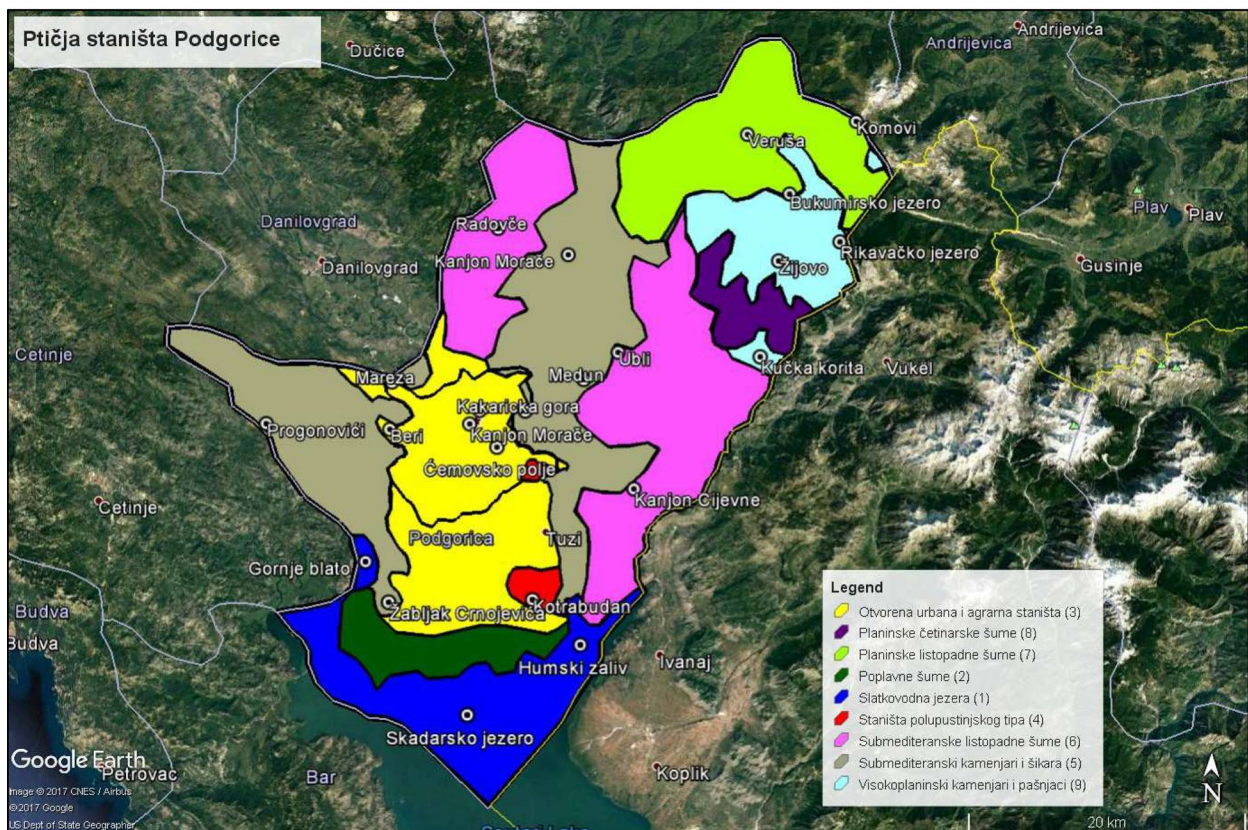 Ptičja staništa Podgorice
Dučice
Andrijevica
Andrijevica
Komovi
Veruša
Bukumirsko jezero
Plav
Plav
Danilovgrad
Radovče
Rikavačko jezero
Kanjon Morače
Žijovo
Gusinje
Danilovgrad
Cetinje
Ubli
Kučka korita
Vukël
Mareza
Medun
Kakaricka gora
Progonovići
Beri
Kanjon Morače
Ćemovsko polje
Kanjon Cijevne
Cetinje
Podgorica
Tuzi
Gornje blato
Žabljak Crnojevića
Kotrabudan
Budva
Budva
Humski zaliv
Ivanaj
Skadarsko jezero
Petrovac
Bar
Koplik
Legend
Otvorena urbana i agrarna staništa (3)
Planinske četinarske šume (8)
Planinske listopadne šume (7)
Poplavne šume (2)
Slatkovodna jezera (1)
Staništa polupustinjskog tipa (4)
Submediteranske listopadne šume (6)
Submediteranski kamenjari i šikara (5)
Visokoplaninski kamenjari i pašnjaci (9)
Google Earth
Image © 2017 CNES / Airbus
© 2017 Google
US Dept of State Geographer
N
20 km